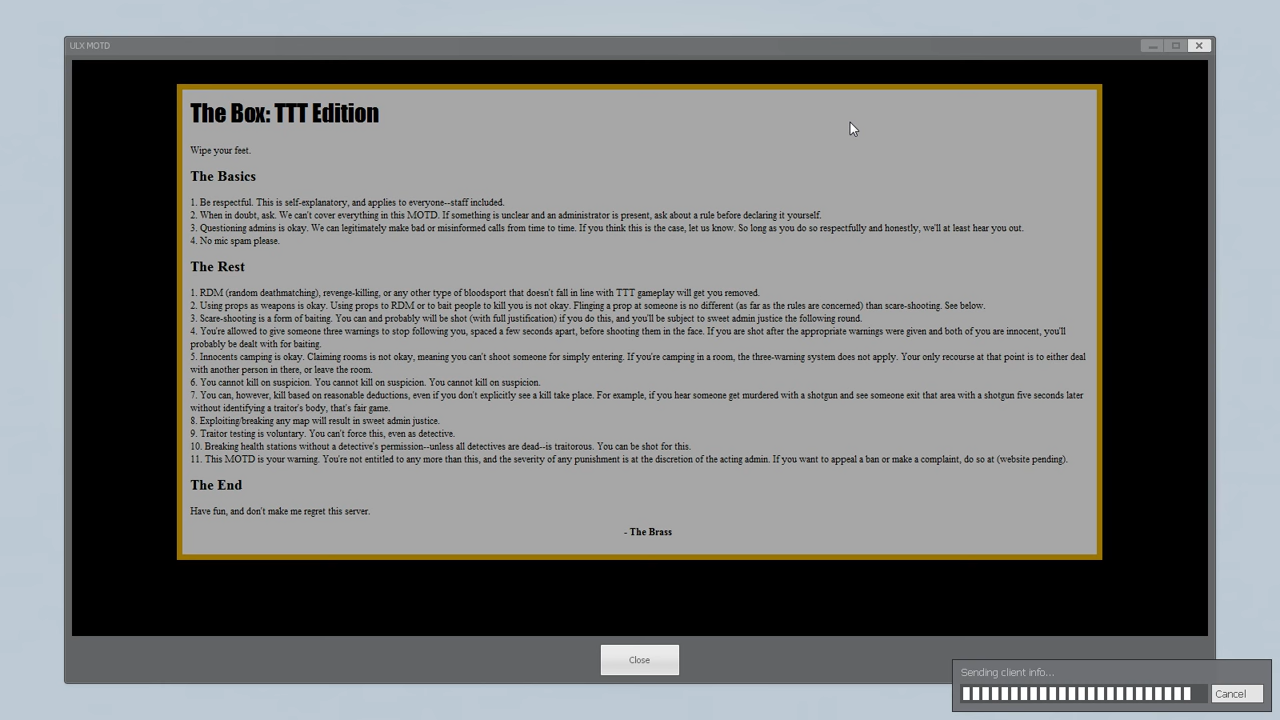 ULX MOTD
The Box: TTT Edition
Wipe your feet.
The Basics
1. Be respectful. This is self-explanatory, and applies to everyone--staff included.
2. When in doubt, ask. We can't cover everything in this MOTD. If something is unclear and an administrator is present, ask about a rule before declaring it yourself.
3. Questioning admins is okay. We can legitimately make bad or misinformed calls from time to time. If you think this is the case, let us know. So long as you do so respectfully and honestly, we'll at least hear you out.
4. No mic spam please.
The Rest
1. RDM (random deathmatching), revenge-killing, or any other type of bloodsport that doesn't fall in line with TTT gameplay will get you removed.
2. Using props as weapons is okay. Using props to RDM or to bait people to kill you is not okay. Flinging a prop at someone is no different (as far as the rules are concerned) than scare-shooting. See below.
3. Scare-shooting is a form of baiting. You can and probably will be shot (with full justification) if you do this, and you'll be subject to sweet admin justice the following round.
4. You're allowed to give someone three warnings to stop following you, spaced a few seconds apart, before shooting them in the face. If you are shot after the appropriate warnings were given and both of you are innocent, you'll
probably be dealt with for baiting.
5. Innocents camping is okay. Claiming rooms is not okay, meaning you can't shoot someone for simply entering. If you're camping in a room, the three-warning system does not apply. Your only recourse at that point is to either deal
with another person in there, or leave the room.
6. You cannot kill on suspicion. You cannot kill on suspicion. You cannot kill on suspicion.
7. You can, however, kill based on reasonable deductions, even if you don't explicitly see a kill take place. For example, if you hear someone get murdered with a shotgun and see someone exit that area with a shotgun five seconds later
without identifying a traitor's body, that's fair game.
8. Exploiting/breaking any map will result in sweet admin justice.
9. Traitor testing is voluntary. You can't force this, even as detective.
10. Breaking health stations without a detective's permission--unless all detectives are dead--is traitorous. You can be shot for this.
11. This MOTD is your warning. You're not entitled to any more than this, and the severity of any punishment is at the discretion of the acting admin. If you want to appeal a ban or make a complaint, do so at (website pending).
The End
Have fun, and don't make me regret this server.
- The Brass
Close
Sending client info...
Cancel